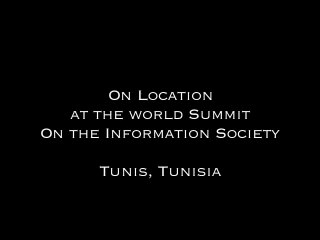 On Location
at the world Summit
On the Information Society
Tunis, Tunisia